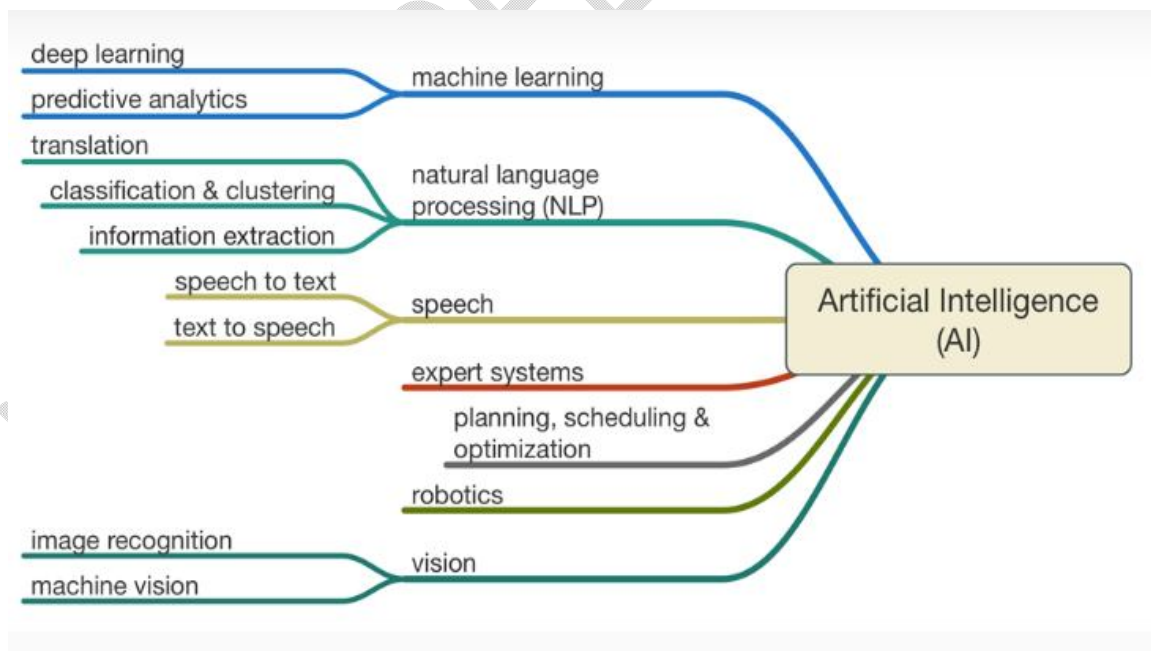 deep learning
predictive analytics
machine learning
translation
classification & clustering
information extraction
natural language
processing (NLP)
speech to text
text to speech
speech
expert systems
planning, scheduling &
optimization
robotics
image recognition
machine vision
vision
Artificial Intelligence
(AI)